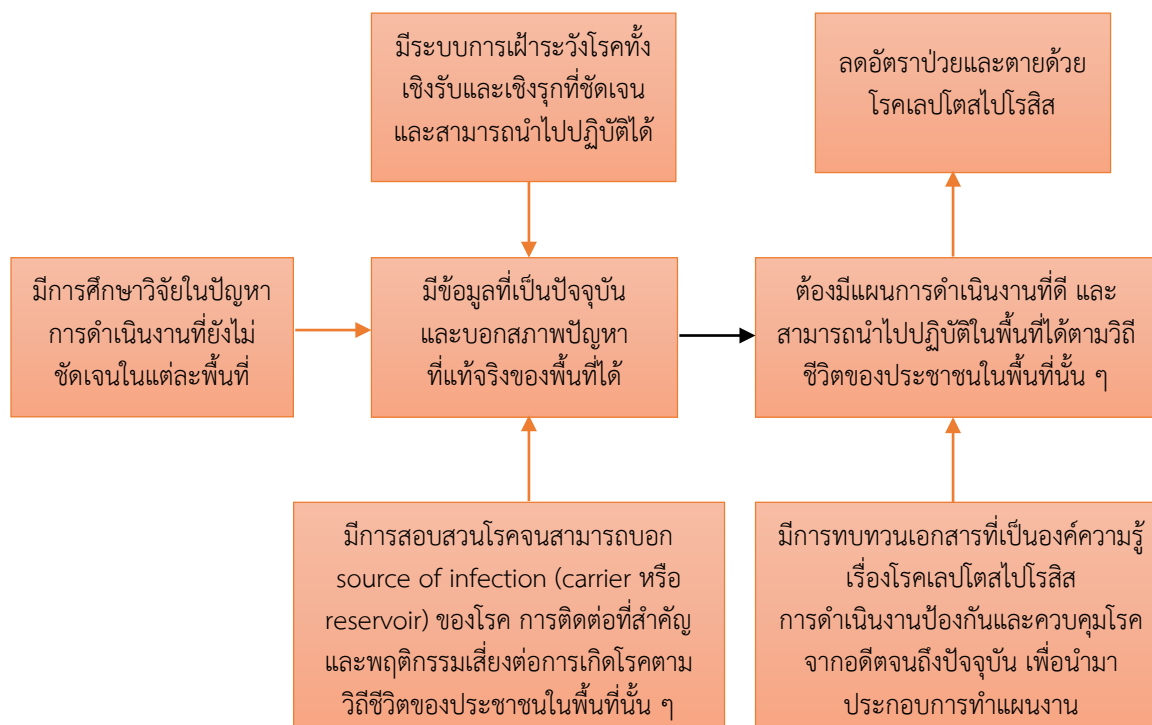 มีระบบการเฝ้าระวังโรคทั้ง
เชิงรับและเชิงรุกที่ชัดเจน
และสามารถนำไปปฏิบัติได้
ลดอัตราป่วยและตายด้วย
โรคเลปโตสไปโรสิส
มีการศึกษาวิจัยในปัญหา
การดำเนินงานที่ยังไม่
ชัดเจนในแต่ละพื้นที่
มีข้อมูลที่เป็นปัจจุบัน
และบอกสภาพปัญหา
ที่แท้จริงของพื้นที่ได้
ต้องมีแผนการดำเนินงานที่ดี และ
สามารถนำไปปฏิบัติในพื้นที่ได้ตามวิถี
ชีวิตของประชาชนในพื้นที่นั้น ๆ
มีการสอบสวนโรคจนสามารถบอก
source of infection (carrier หรือ
reservoir) ของโรค การติดต่อที่สำคัญ
และพฤติกรรมเสี่ยงต่อการเกิดโรคตาม
วิถีชีวิตของประชาชนในพื้นที่นั้น ๆ
มีการทบทวนเอกสารที่เป็นองค์ความรู้
เรื่องโรคเลปโตสไปโรสิส
การดำเนินงานป้องกันและควบคุมโรค
จากอดีตจนถึงปัจจุบัน เพื่อนำมา
ประกอบการทำแผนงาน